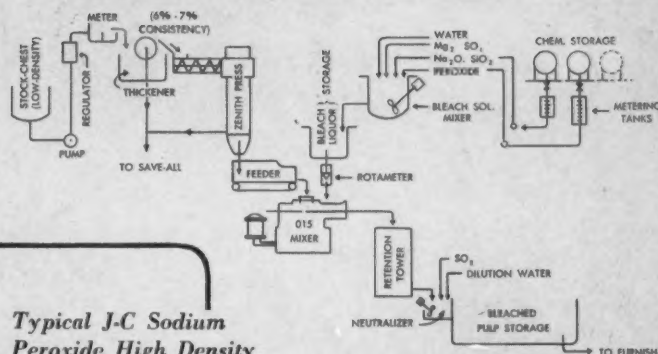 METER
(6% - 7%
CONSISTENCY)
STOCK-CHEST
(LOW-DENSITY)
REGULATOR
PUMP
THICKENER
ZENITH PRESS
TO SAVE-ALL
FEEDER
O15
MIXER
BLEACH
LIQUOR
STORAGE
ROTAMETER
WATER
Mg₂ SO₄
Na₂O. SiO₂
PEROXIDE
BLEACH SOL.
MIXER
CHEM. STORAGE
METERING
TANKS
RETENTION
TOWER
SO₂
DILUTION WATER
NEUTRALIZER
BLEACHED
PULP STORAGE
TO FURNISH
Typical J-C Sodium
Peroxide High Density